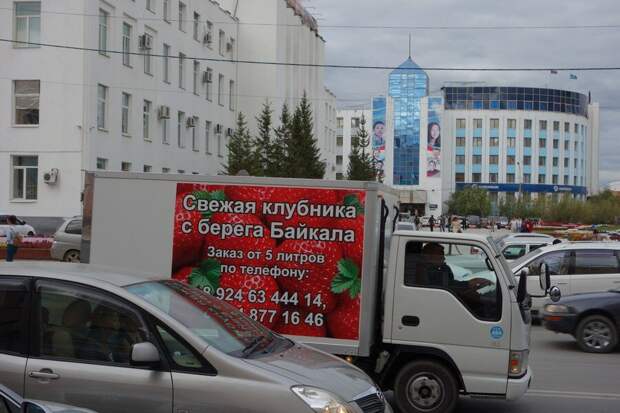 Свежая клубника
с берега Байкала
Заказ от 5 литров
по телефону:
924 63 444 14,
877 16 46